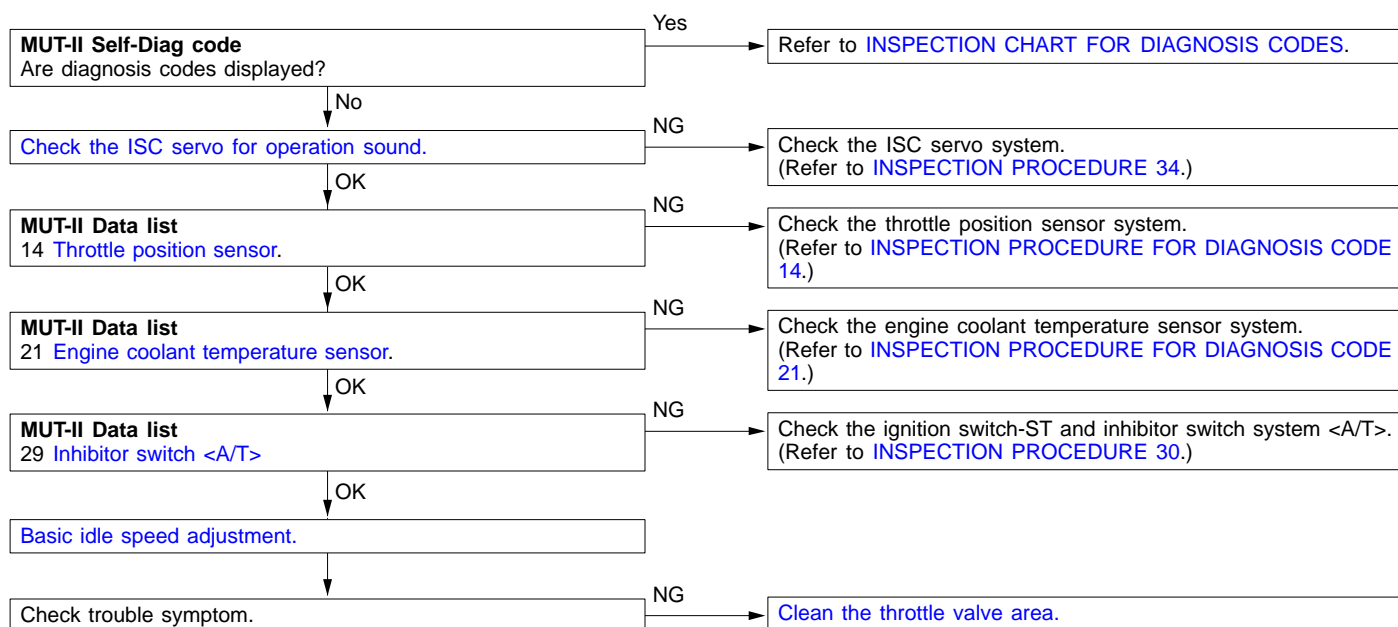 Yes
MUT-II Self-Diag code
Are diagnosis codes displayed?
Refer to INSPECTION CHART FOR DIAGNOSIS CODES.
No
Check the ISC servo for operation sound.
NG
Check the ISC servo system.
(Refer to INSPECTION PROCEDURE 34.)
OK
MUT-II Data list
14 Throttle position sensor.
NG
Check the throttle position sensor system.
(Refer to INSPECTION PROCEDURE FOR DIAGNOSIS CODE
14.)
OK
MUT-II Data list
21 Engine coolant temperature sensor.
NG
Check the engine coolant temperature sensor system.
(Refer to INSPECTION PROCEDURE FOR DIAGNOSIS CODE
21.)
OK
MUT-II Data list
29 Inhibitor switch <A/T>
NG
Check the ignition switch-ST and inhibitor switch system <A/T>.
(Refer to INSPECTION PROCEDURE 30.)
OK
Basic idle speed adjustment.
Check trouble symptom.
NG
Clean the throttle valve area.